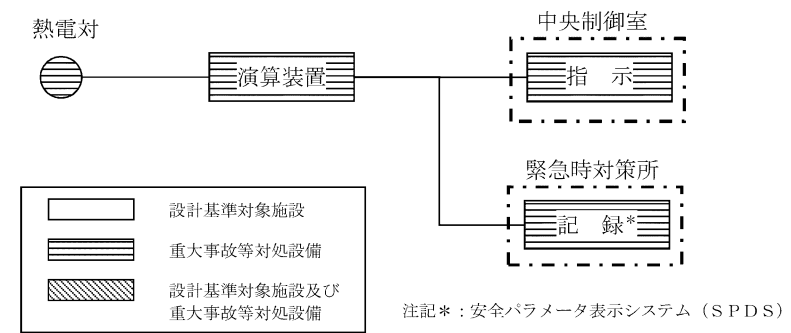 中央制御室
熱電対
演算装置
指　示
緊急時対策所
記　録*
設計基準対象施設
重大事故等対処設備
設計基準対象施設及び
重大事故等対処設備
注記＊：安全パラメータ表示システム（ＳＰＤＳ）